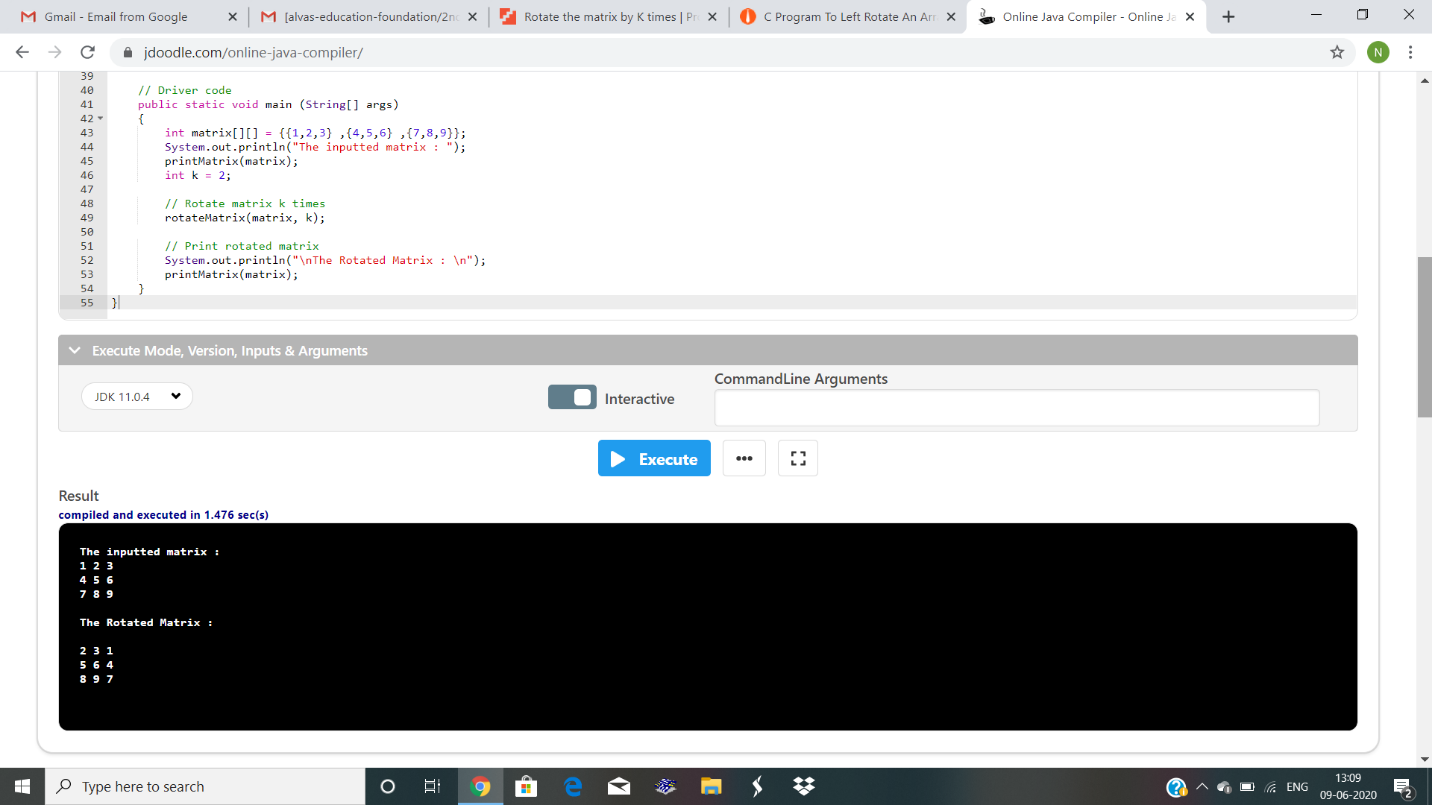 Gmail - Email from Google
[alvas-education-foundation/2n
Rotate the matrix by K times | Pr
C Program To Left Rotate An Arr
Online Java Compiler - Online Ja
jdoodle.com/online-java-compiler/
N
39
40 // Driver code
41 public static void main (String[] args)
42 {
43 int matrix[][] = {{1,2,3} ,{4,5,6} ,{7,8,9}};
44 System.out.println("The inputted matrix : ");
45 printMatrix(matrix);
46 int k = 2;
47
48 // Rotate matrix k times
49 rotateMatrix(matrix, k);
50
51 // Print rotated matrix
52 System.out.println("\nThe Rotated Matrix : \n");
53 printMatrix(matrix);
54 }
55 }
Execute Mode, Version, Inputs & Arguments
CommandLine Arguments
JDK 11.0.4
Interactive
Execute
Result
compiled and executed in 1.476 sec(s)
The inputted matrix :
1 2 3
4 5 6
7 8 9
The Rotated Matrix :
2 3 1
5 6 4
8 9 7
Type here to search
ENG
13:09
09-06-2020
2